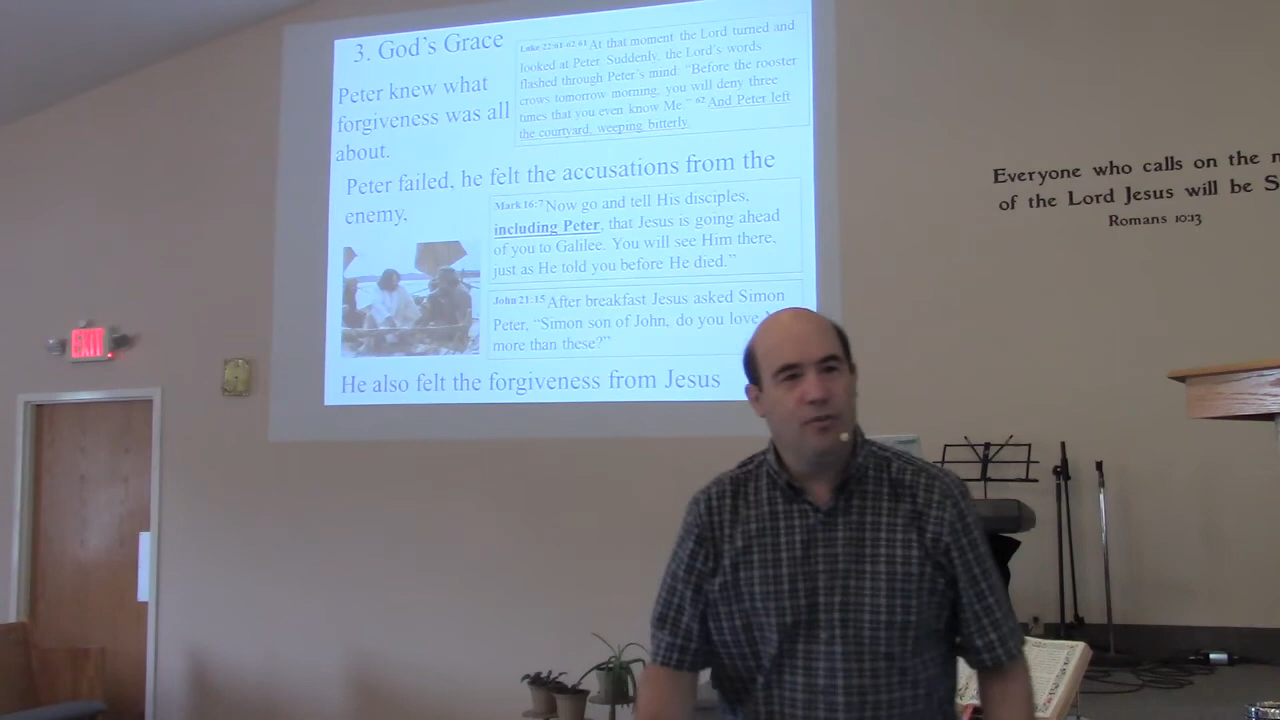 3. God's Grace
Peter knew what
forgiveness was all
about.
Luke 22:61-62 61 At that moment the Lord turned and
looked at Peter. Suddenly, the Lord's words
flashed through Peter's mind: "Before the rooster
crows tomorrow morning, you will deny three
times that you even know Me." 62 And Peter left
the courtyard, weeping bitterly.
Peter failed, he felt the accusations from the
enemy,
Mark 16:7 Now go and tell His disciples,
including Peter, that Jesus is going ahead
of you to Galilee. You will see Him there,
just as He told you before He died."
John 21:15 After breakfast Jesus asked Simon
Peter, "Simon son of John, do you love
more than these?"
He also felt the forgiveness from Jesus
Everyone who calls on the
of the Lord Jesus will be
Romans 10:13
EXIT